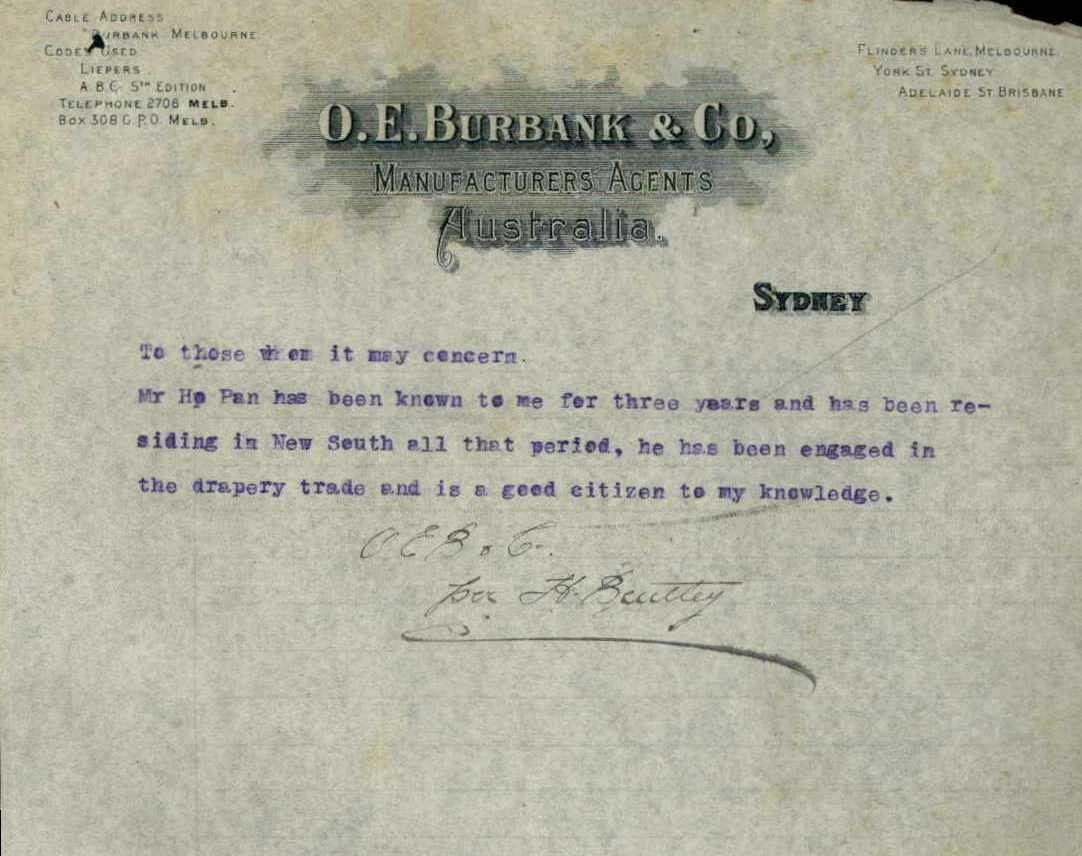 CABLE ADDRESS
"BURBANK MELBOURNE
CODES USED
LIEPERS
A.B.C. 5TH EDITION
TELEPHONE 2708 MELB.
BOX 308 G.P.O. MELB.
FLINDERS LANE, MELBOURNE
YORK ST. SYDNEY
ADELAIDE ST BRISBANE
O.E. BURBANK & CO,
MANUFACTURERS AGENTS
Australia.
SYDNEY
To those whom it may concern.
Mr Ho Pan has been known to me for three years and has been re-
siding in New South all that period, he has been engaged in
the drapery trade and is a good citizen to my knowledge.
O E B & Co.
per H.